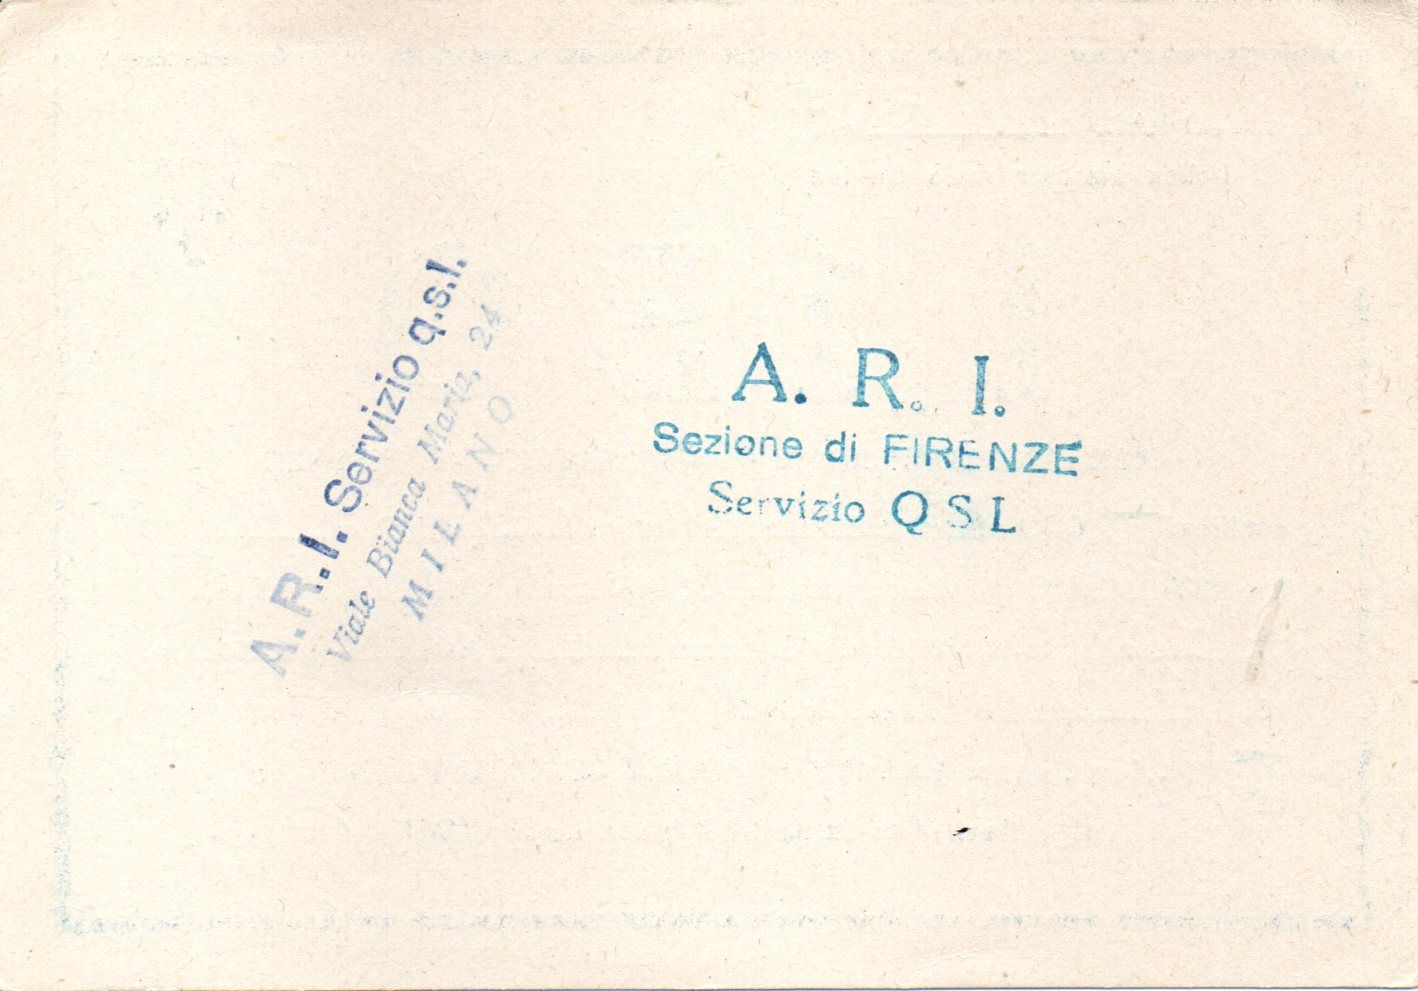 A.R.I. Servizio q.s.l.
Viale Bianca Maria, 24
MILANO
A. R. I.
Sezione di FIRENZE
Servizio QSL